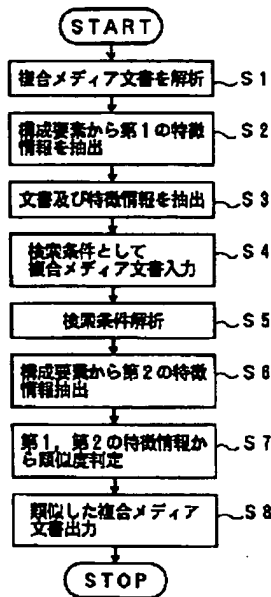 START
複合メディア文書を解析 S1
構成要素から第1の特徴
情報を抽出 S2
文書及び特徴情報を抽出 S3
検索条件として
複合メディア文書入力 S4
検索条件解析 S5
構成要素から第2の特徴
情報抽出 S6
第1,第2の特徴情報か
ら類似度判定 S7
類似した複合メディア
文書出力 S8
STOP